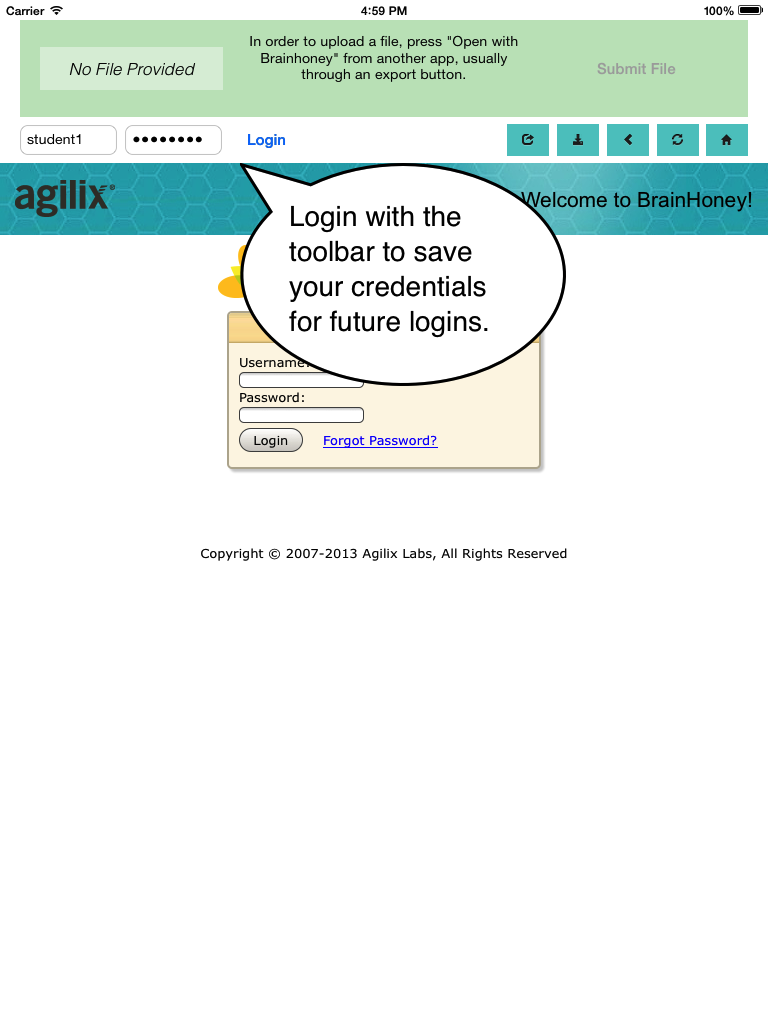 Carrier 4:59 PM 100%
No File Provided
In order to upload a file, press "Open with
Brainhoney" from another app, usually
through an export button.
Submit File
student1 •••••••• Login
agilix®
Welcome to BrainHoney!
Login with the
toolbar to save
your credentials
for future logins.
Username:
Password:
Login Forgot Password?
Copyright © 2007-2013 Agilix Labs, All Rights Reserved